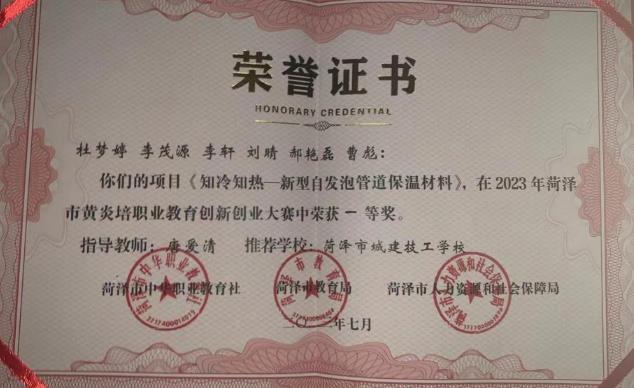 荣誉证书
HONORARY CREDENTIAL
杜梦婷 李茂源 李轩 刘晴 郝艳磊 曹彪：
你们的项目《知冷知热—新型自发泡管道保温材料》，在2023年菏泽
市黄炎培职业教育创新创业大赛中荣获一等奖。
指导教师：唐爱清 推荐学校：菏泽市城建技工学校
菏泽市中华职业教育社 菏泽市教育局 菏泽市人力资源和社会保障局
二〇二三年七月